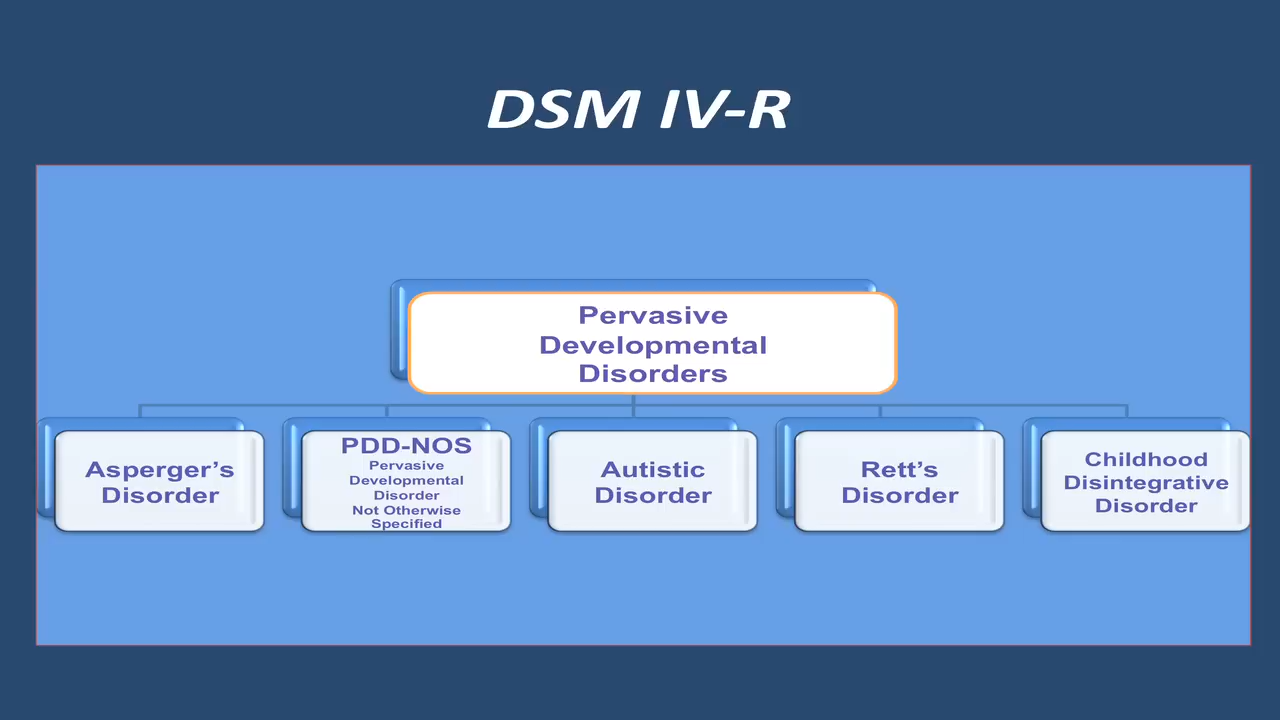 DSM IV-R
Pervasive
Developmental
Disorders
Asperger’s
Disorder
PDD-NOS
Pervasive
Developmental
Disorder
Not Otherwise
Specified
Autistic
Disorder
Rett’s
Disorder
Childhood
Disintegrative
Disorder